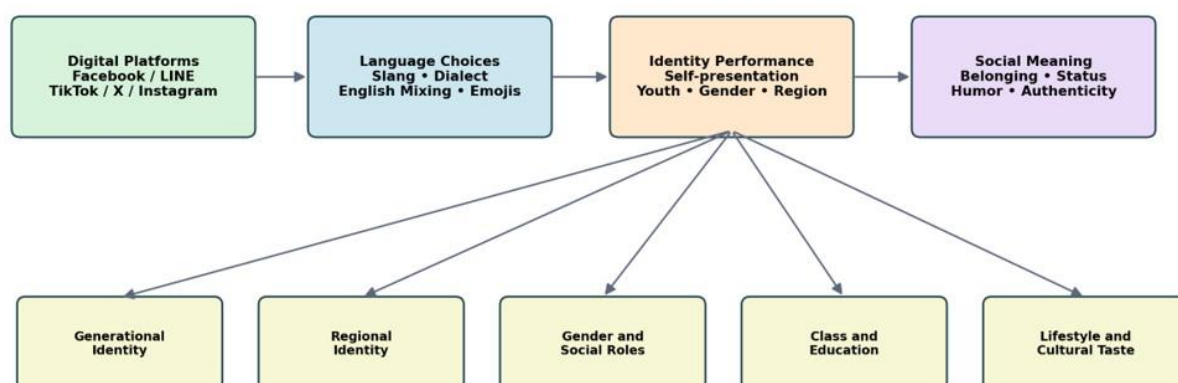 Digital Platforms
Facebook / LINE
TikTok / X / Instagram
Language Choices
Slang • Dialect
English Mixing • Emojis
Identity Performance
Self-presentation
Youth • Gender • Region
Social Meaning
Belonging • Status
Humor • Authenticity
Generational
Identity
Regional
Identity
Gender and
Social Roles
Class and
Education
Lifestyle and
Cultural Taste